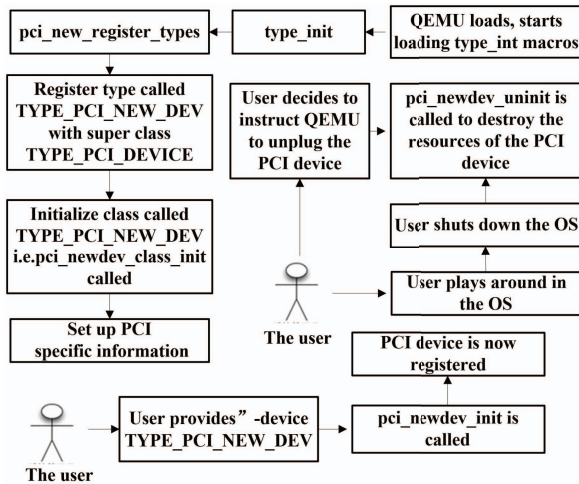 QEMU loads, starts
loading type_int macros
type_init
pci_new_register_types
Register type called
TYPE_PCI_NEW_DEV
with super class
TYPE_PCI_DEVICE
Initialize class called
TYPE_PCI_NEW_DEV
i.e.pci_newdev_class_init
called
Set up PCI
specific information
User decides to
instruct QEMU
to unplug the
PCI device
pci_newdev_uninit is
called to destroy the
resources of the PCI
device
User shuts down the OS
User plays around in
the OS
The user
PCI device is now
registered
pci_newdev_init is
called
User provides” -device
TYPE_PCI_NEW_DEV
The user